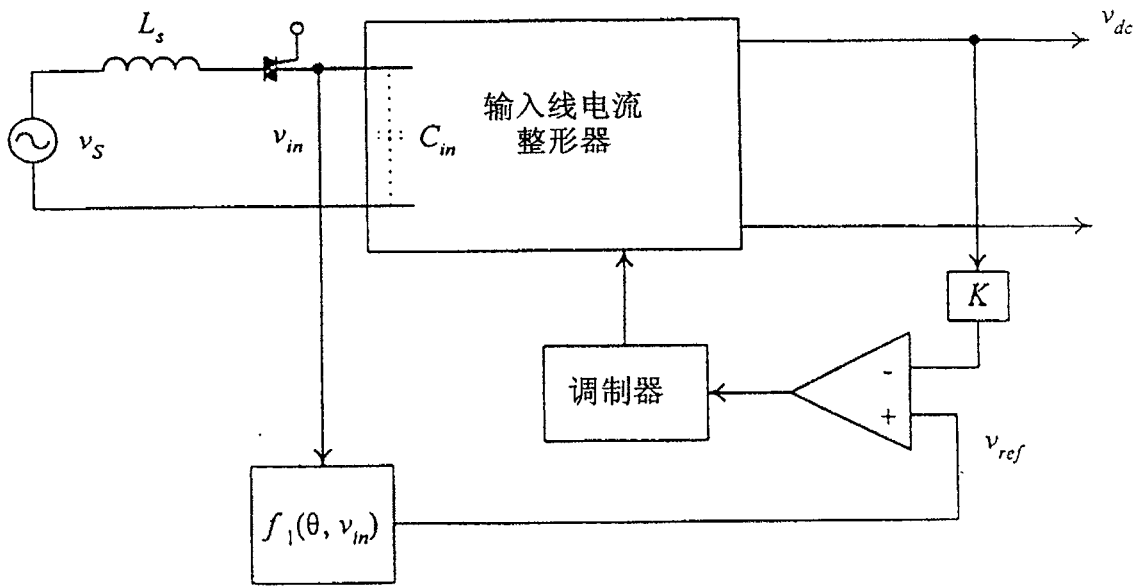 L_s
v_dc
v_S
v_in
C_in
输入线电流
整形器
K
调制器
-
+
v_ref
f_1(θ, v_in)